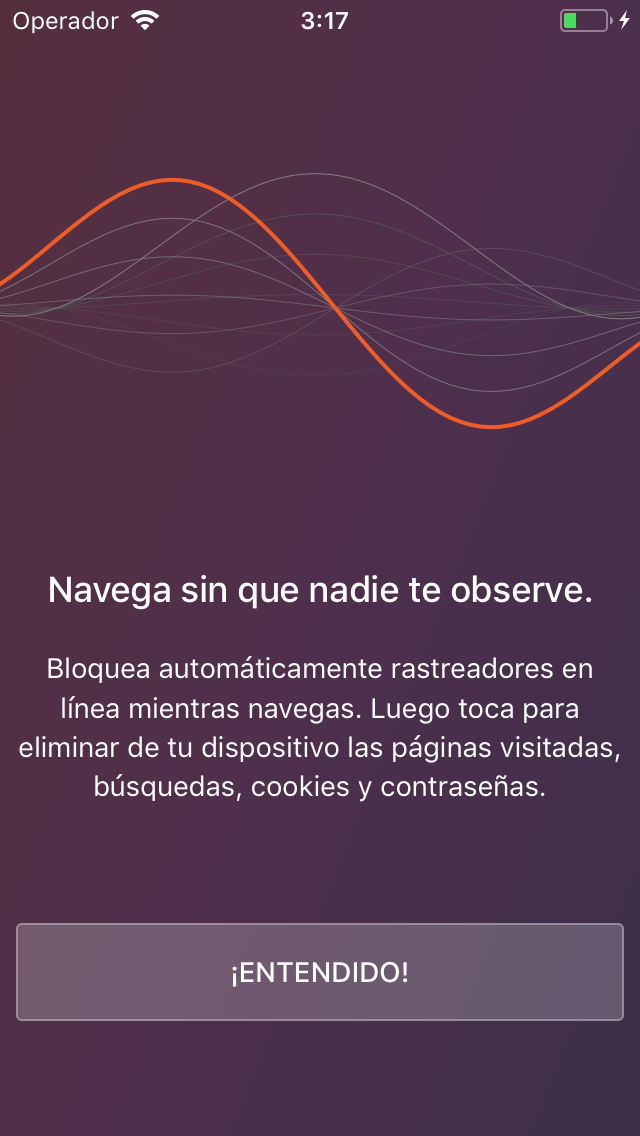 Operador 3:17
Navega sin que nadie te observe.
Bloquea automáticamente rastreadores en
línea mientras navegas. Luego toca para
eliminar de tu dispositivo las páginas visitadas,
búsquedas, cookies y contraseñas.
¡ENTENDIDO!